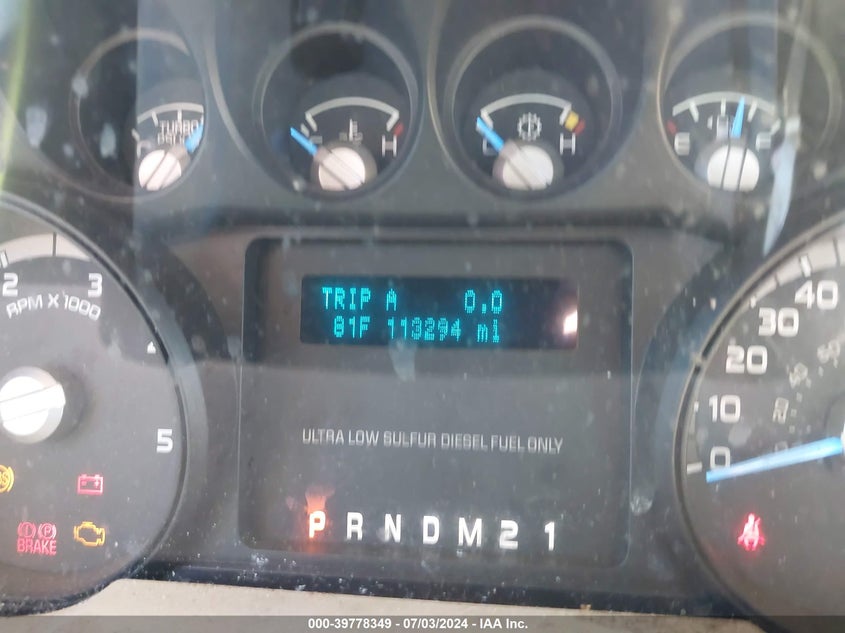 TURBO
PSI
C H
C H
E F
2 3
RPM X 1000
5
TRIP A 0.0
81F 113294 mi
40
30
20
10
0
ULTRA LOW SULFUR DIESEL FUEL ONLY
P R N D M 2 1
BRAKE
000-39778349 - 07/03/2024 - IAA Inc.